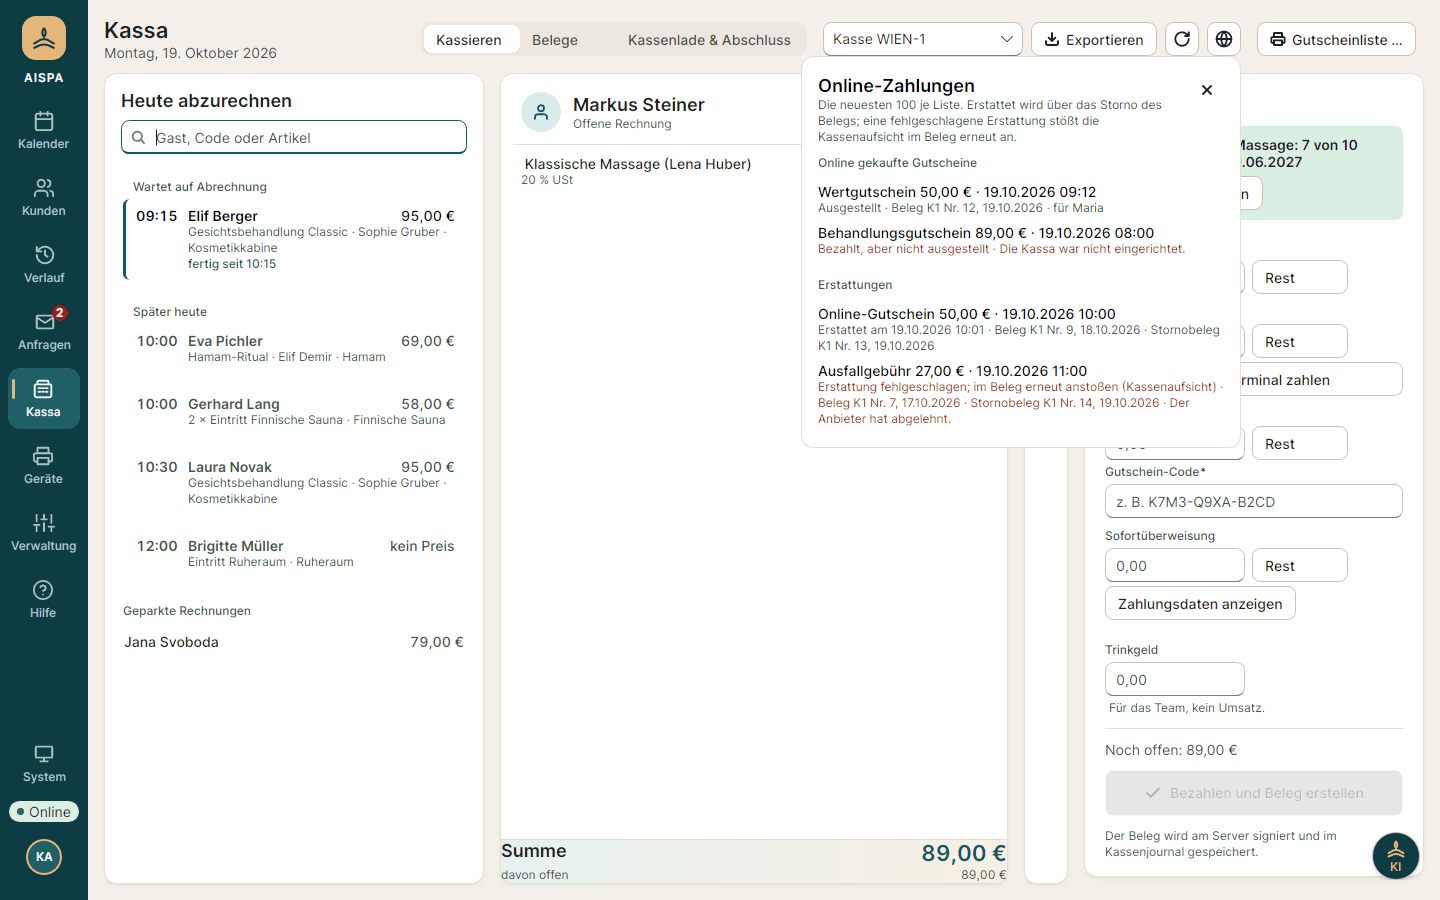 AISPA
Kalender
Kunden
Verlauf
2
Anfragen
Kassa
Geräte
Verwaltung
Hilfe
System
Online
KA
Kassa
Montag, 19. Oktober 2026
Kassieren
Belege
Kassenlade & Abschluss
Kasse WIEN-1
Exportieren
Gutscheinliste ...
Heute abzurechnen
Gast, Code oder Artikel
Wartet auf Abrechnung
09:15 Elif Berger 95,00 €
Gesichtsbehandlung Classic · Sophie Gruber ·
Kosmetikkabine
fertig seit 10:15
Später heute
10:00 Eva Pichler 69,00 €
Hamam-Ritual · Elif Demir · Hamam
10:00 Gerhard Lang 58,00 €
2 × Eintritt Finnische Sauna · Finnische Sauna
10:30 Laura Novak 95,00 €
Gesichtsbehandlung Classic · Sophie Gruber ·
Kosmetikkabine
12:00 Brigitte Müller kein Preis
Eintritt Ruheraum · Ruheraum
Geparkte Rechnungen
Jana Svoboda 79,00 €
Markus Steiner
Offene Rechnung
Klassische Massage (Lena Huber)
20 % USt
Summe 89,00 €
davon offen 89,00 €
Online-Zahlungen
Die neuesten 100 je Liste. Erstattet wird über das Storno des
Belegs; eine fehlgeschlagene Erstattung stößt die
Kassenaufsicht im Beleg erneut an.
Online gekaufte Gutscheine
Wertgutschein 50,00 € · 19.10.2026 09:12
Ausgestellt · Beleg K1 Nr. 12, 19.10.2026 · für Maria
Behandlungsgutschein 89,00 € · 19.10.2026 08:00
Bezahlt, aber nicht ausgestellt · Die Kassa war nicht eingerichtet.
Erstattungen
Online-Gutschein 50,00 € · 19.10.2026 10:00
Erstattet am 19.10.2026 10:01 · Beleg K1 Nr. 9, 18.10.2026 · Stornobeleg
K1 Nr. 13, 19.10.2026
Ausfallgebühr 27,00 € · 19.10.2026 11:00
Erstattung fehlgeschlagen; im Beleg erneut anstoßen (Kassenaufsicht) ·
Beleg K1 Nr. 7, 17.10.2026 · Stornobeleg K1 Nr. 14, 19.10.2026 · Der
Anbieter hat abgelehnt.
Massage: 7 von 10
.06.2027
n
Rest
Rest
rminal zahlen
Rest
Gutschein-Code*
z. B. K7M3-Q9XA-B2CD
Sofortüberweisung
0,00 Rest
Zahlungsdaten anzeigen
Trinkgeld
0,00
Für das Team, kein Umsatz.
Noch offen: 89,00 €
Bezahlen und Beleg erstellen
Der Beleg wird am Server signiert und im
Kassenjournal gespeichert.
KI